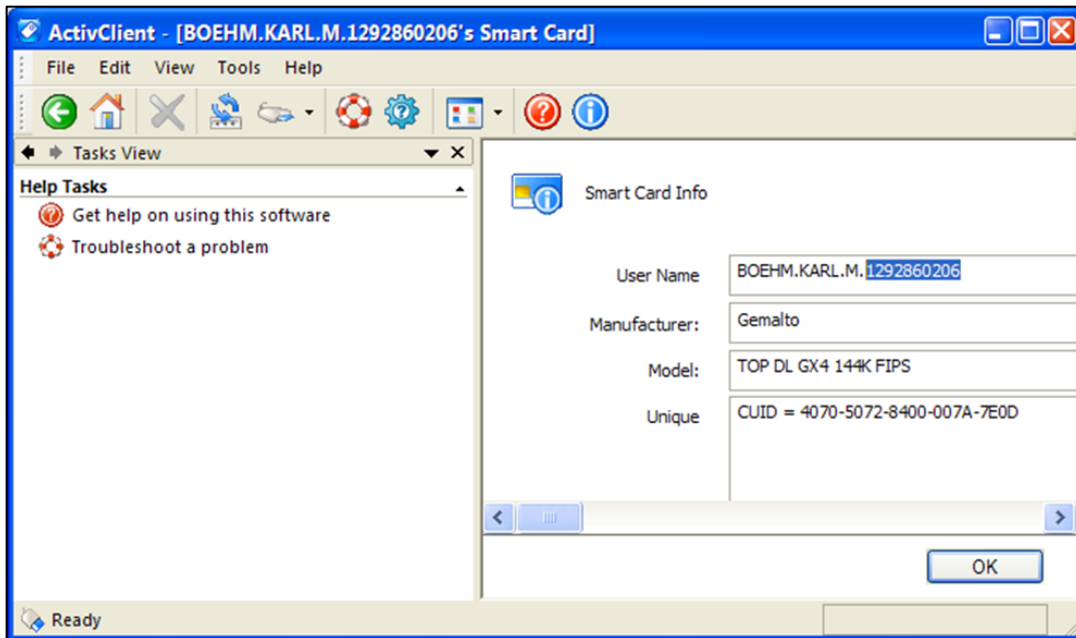 ActivClient - [BOEHM.KARL.M.1292860206's Smart Card]
File Edit View Tools Help
Tasks View
Help Tasks
Get help on using this software
Troubleshoot a problem
Smart Card Info
User Name BOEHM.KARL.M.1292860206
Manufacturer: Gemalto
Model: TOP DL GX4 144K FIPS
Unique CUID = 4070-5072-8400-007A-7E0D
OK
Ready